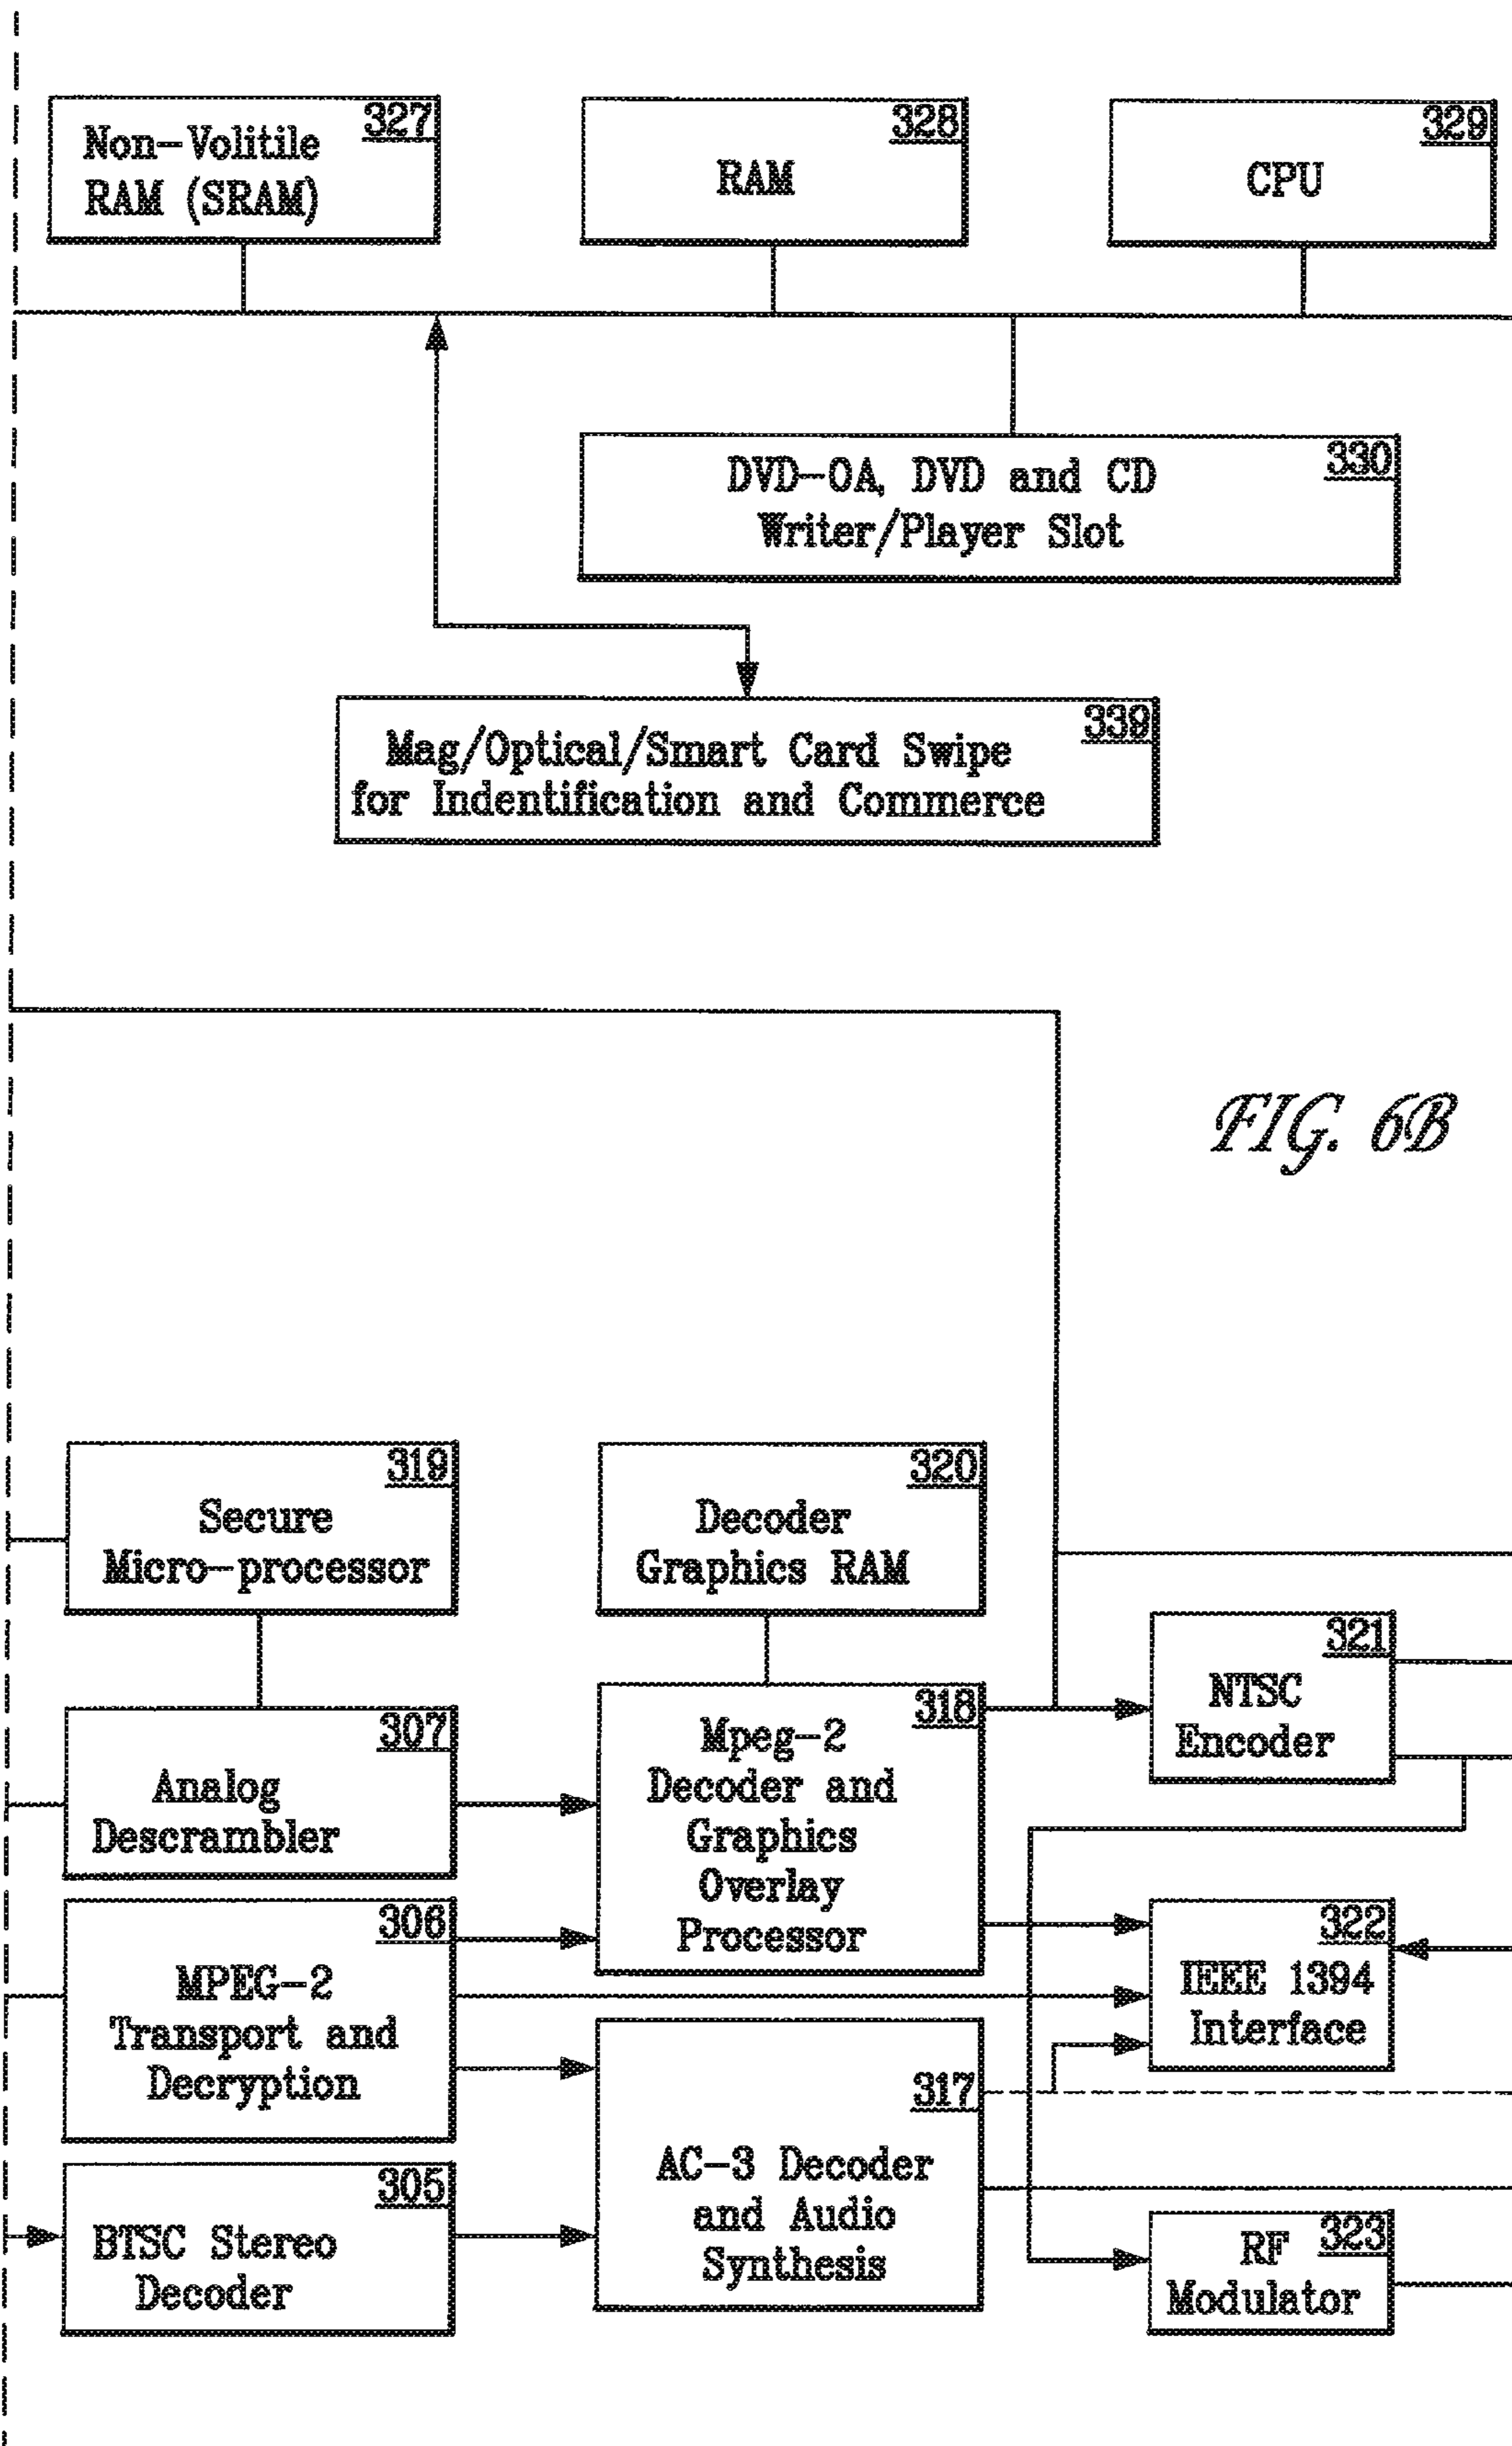 327
Non-Volitile
RAM (SRAM)
328
RAM
329
CPU
330
DVD-OA, DVD and CD
Writer/Player Slot
339
Mag/Optical/Smart Card Swipe
for Indentification and Commerce
FIG. 6B
319
Secure
Micro-processor
320
Decoder
Graphics RAM
321
NTSC
Encoder
307
Analog
Descrambler
318
Mpeg-2
Decoder and
Graphics
Overlay
Processor
306
MPEG-2
Transport and
Decryption
322
IEEE 1394
Interface
317
AC-3 Decoder
and Audio
Synthesis
305
BTSC Stereo
Decoder
323
RF
Modulator